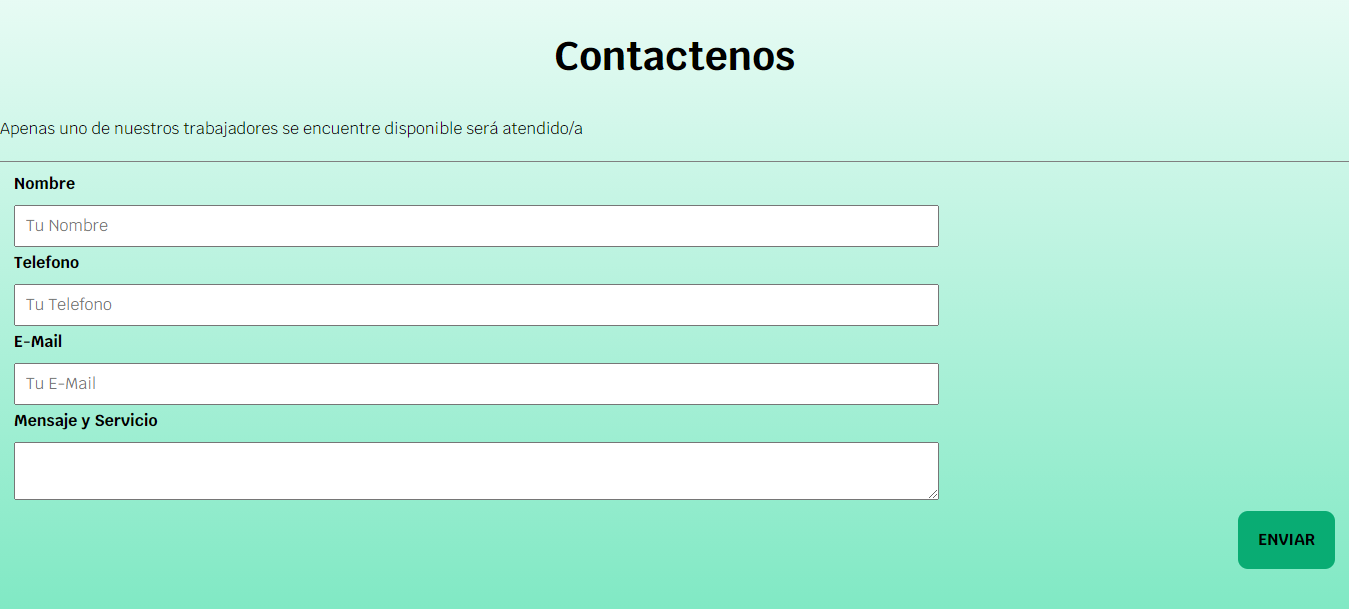 Contactenos
Apenas uno de nuestros trabajadores se encuentre disponible será atendido/a
Nombre
Tu Nombre
Telefono
Tu Telefono
E-Mail
Tu E-Mail
Mensaje y Servicio
ENVIAR